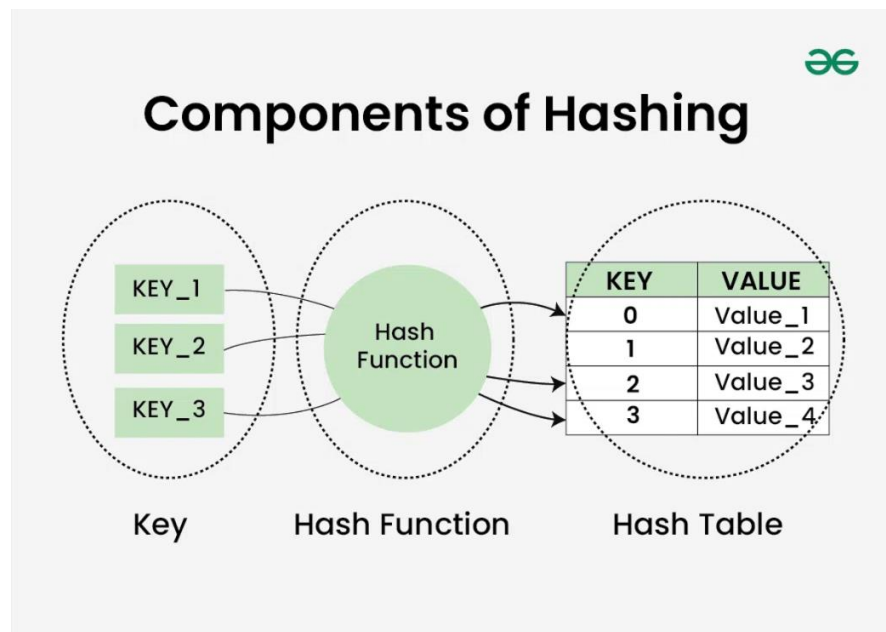 Components of Hashing
KEY_1
KEY_2
KEY_3
Hash
Function
KEY VALUE
0 Value_1
1 Value_2
2 Value_3
3 Value_4
Key
Hash Function
Hash Table